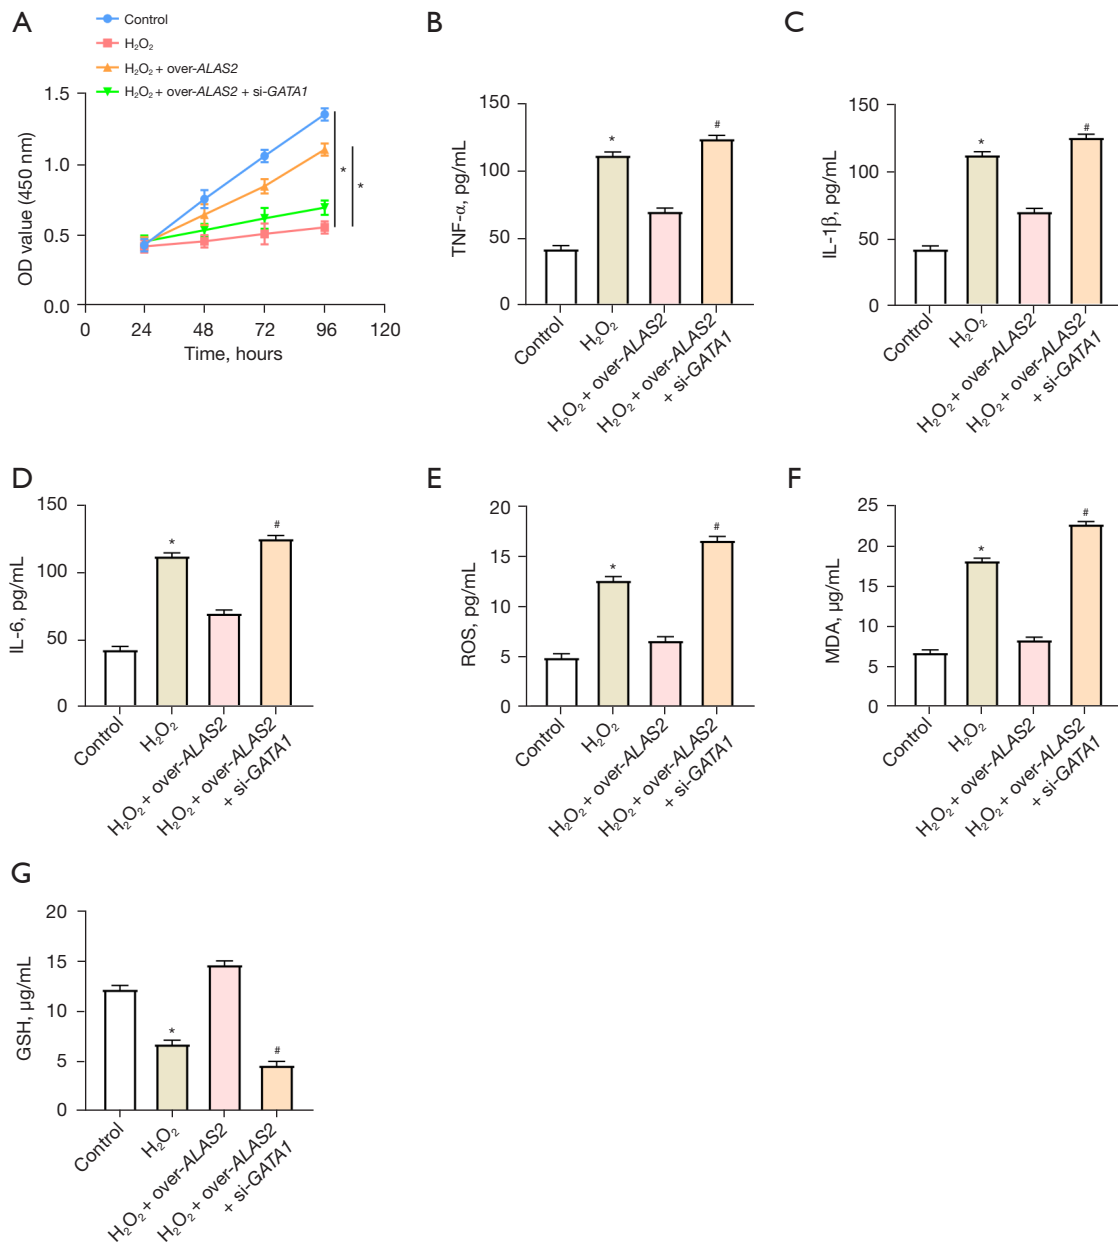 A
Control
H₂O₂
H₂O₂ + over-ALAS2
H₂O₂ + over-ALAS2 + si-GATA1
OD value (450 nm)
1.5
1.0
0.5
0.0
0 24 48 72 96 120
Time, hours
*
*
B
TNF-α, pg/mL
150
100
50
0
*
#
Control
H₂O₂
H₂O₂ + over-ALAS2
H₂O₂ + over-ALAS2
+ si-GATA1
C
IL-1β, pg/mL
150
100
50
0
*
#
Control
H₂O₂
H₂O₂ + over-ALAS2
H₂O₂ + over-ALAS2
+ si-GATA1
D
IL-6, pg/mL
150
100
50
0
*
#
Control
H₂O₂
H₂O₂ + over-ALAS2
H₂O₂ + over-ALAS2
+ si-GATA1
E
ROS, pg/mL
20
15
10
5
0
*
#
Control
H₂O₂
H₂O₂ + over-ALAS2
H₂O₂ + over-ALAS2
+ si-GATA1
F
MDA, µg/mL
25
20
15
10
5
0
*
#
Control
H₂O₂
H₂O₂ + over-ALAS2
H₂O₂ + over-ALAS2
+ si-GATA1
G
GSH, µg/mL
20
15
10
5
0
*
#
Control
H₂O₂
H₂O₂ + over-ALAS2
H₂O₂ + over-ALAS2
+ si-GATA1